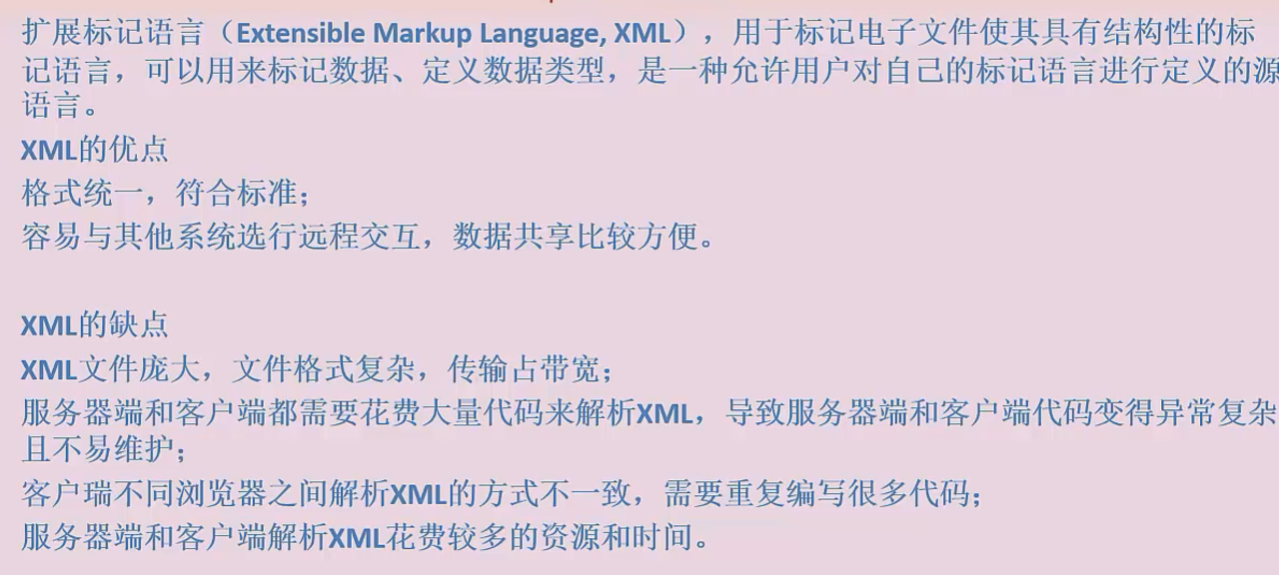 扩展标记语言（Extensible Markup Language, XML），用于标记电子文件使其具有结构性的标
记语言，可以用来标记数据、定义数据类型，是一种允许用户对自己的标记语言进行定义的源
语言。
XML的优点
格式统一，符合标准；
容易与其他系统选行远程交互，数据共享比较方便。
XML的缺点
XML文件庞大，文件格式复杂，传输占带宽；
服务器端和客户端都需要花费大量代码来解析XML，导致服务器端和客户端代码变得异常复杂
且不易维护；
客户瑞不同浏览器之间解析XML的方式不一致，需要重复编写很多代码；
服务器端和客户端解析XML花费较多的资源和时间。